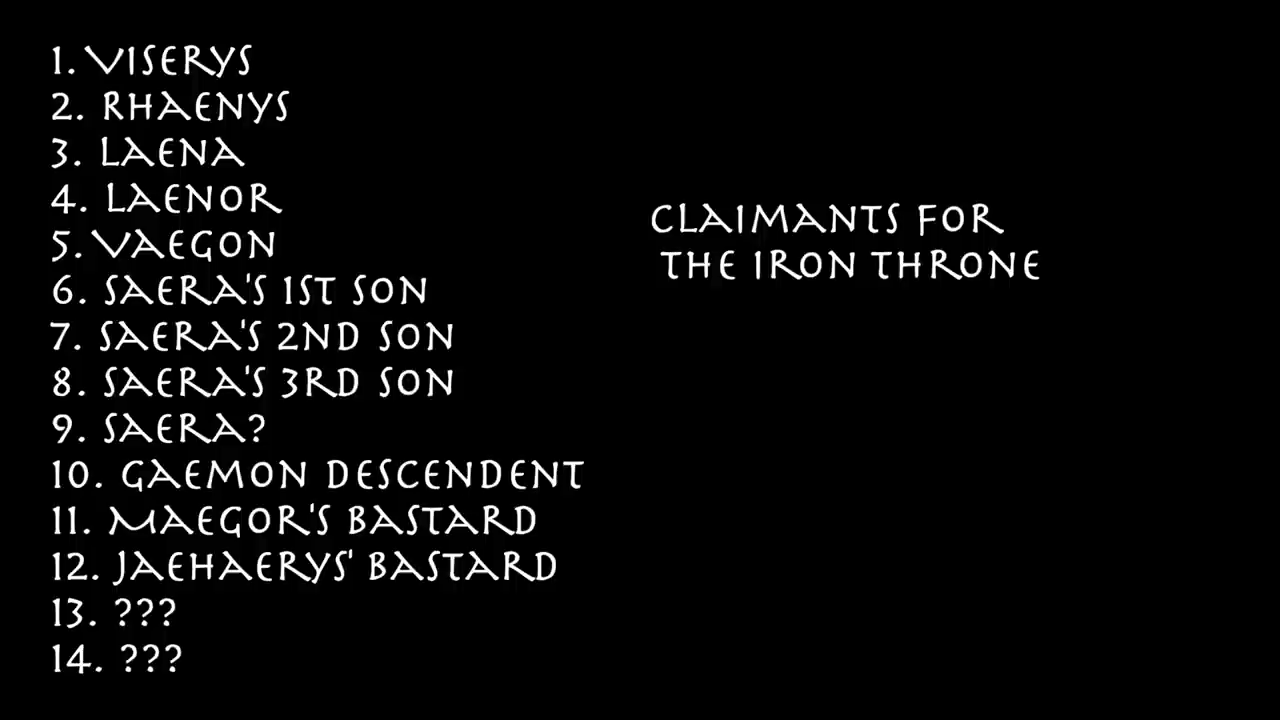 1. VISERYS
2. RHAENYS
3. LAENA
4. LAENOR
5. VAEGON
6. SAERA'S 1ST SON
7. SAERA'S 2ND SON
8. SAERA'S 3RD SON
9. SAERA?
10. GAEMON DESCENDENT
11. MAEGOR'S BASTARD
12. JAEHAERYS' BASTARD
13. ???
14. ???
CLAIMANTS FOR
THE IRON THRONE